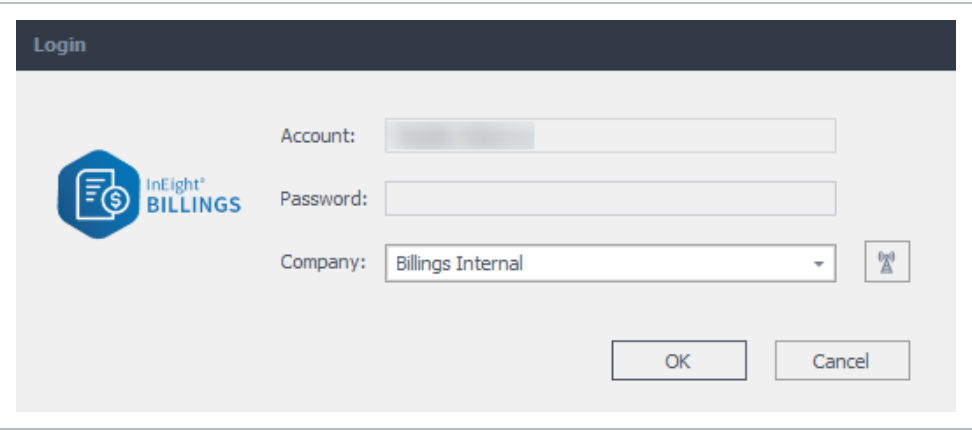 Login
Account:
InEight®
BILLINGS
Password:
Company:
Billings Internal
OK
Cancel